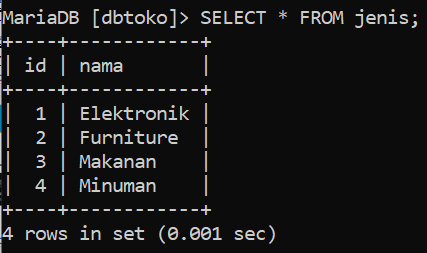 MariaDB [dbtoko]> SELECT * FROM jenis;
+----+------------+
| id | nama       |
+----+------------+
|  1 | Elektronik |
|  2 | Furniture  |
|  3 | Makanan    |
|  4 | Minuman    |
+----+------------+
4 rows in set (0.001 sec)